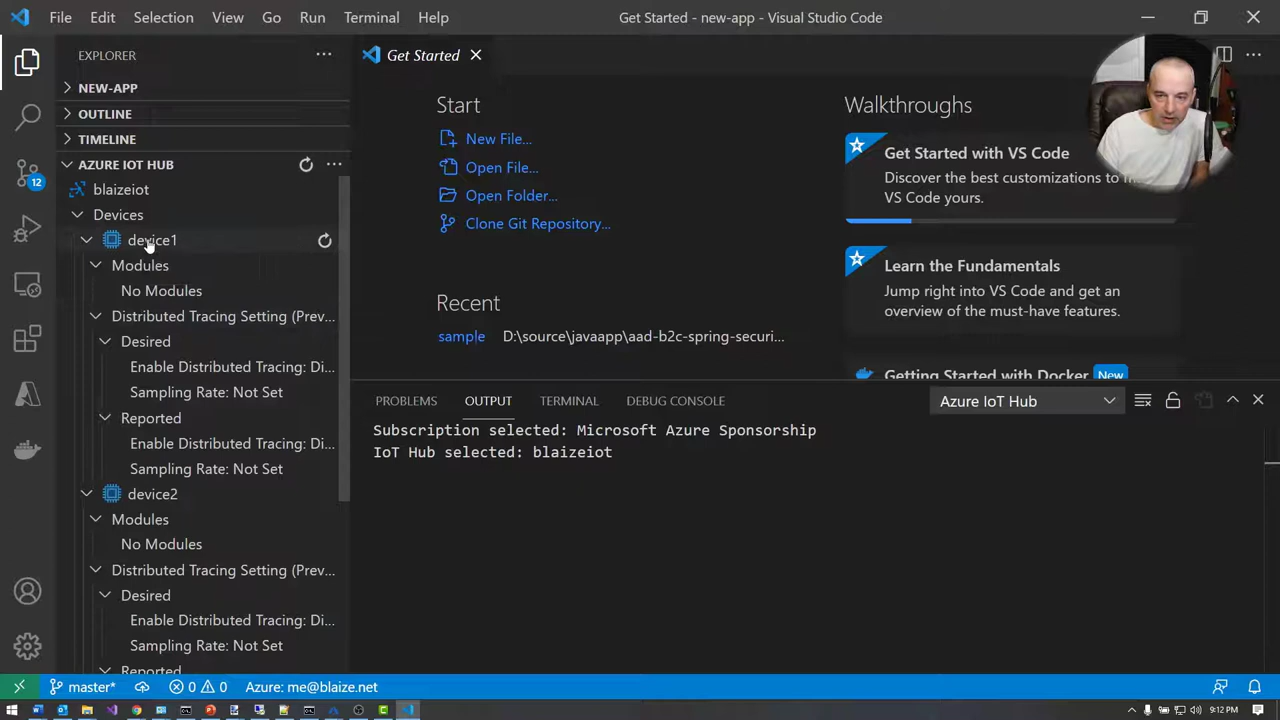 File Edit Selection View Go Run Terminal Help
Get Started - new-app - Visual Studio Code
EXPLORER
NEW-APP
OUTLINE
TIMELINE
AZURE IOT HUB
blaizeiot
Devices
device1
Modules
No Modules
Distributed Tracing Setting (Prev...
Desired
Enable Distributed Tracing: Di...
Sampling Rate: Not Set
Reported
Enable Distributed Tracing: Di...
Sampling Rate: Not Set
device2
Modules
No Modules
Distributed Tracing Setting (Prev...
Desired
Enable Distributed Tracing: Di...
Sampling Rate: Not Set
Reported
12
Get Started
Start
New File...
Open File...
Open Folder...
Clone Git Repository...
Recent
sample D:\source\javaapp\aad-b2c-spring-securi...
Walkthroughs
Get Started with VS Code
Discover the best customizations to
VS Code yours.
Learn the Fundamentals
Jump right into VS Code and get an
overview of the must-have features.
Getting Started with Docker New
PROBLEMS OUTPUT TERMINAL DEBUG CONSOLE
Azure IoT Hub
Subscription selected: Microsoft Azure Sponsorship
IoT Hub selected: blaizeiot
master* 0 0 Azure: me@blaize.net
9:12 PM